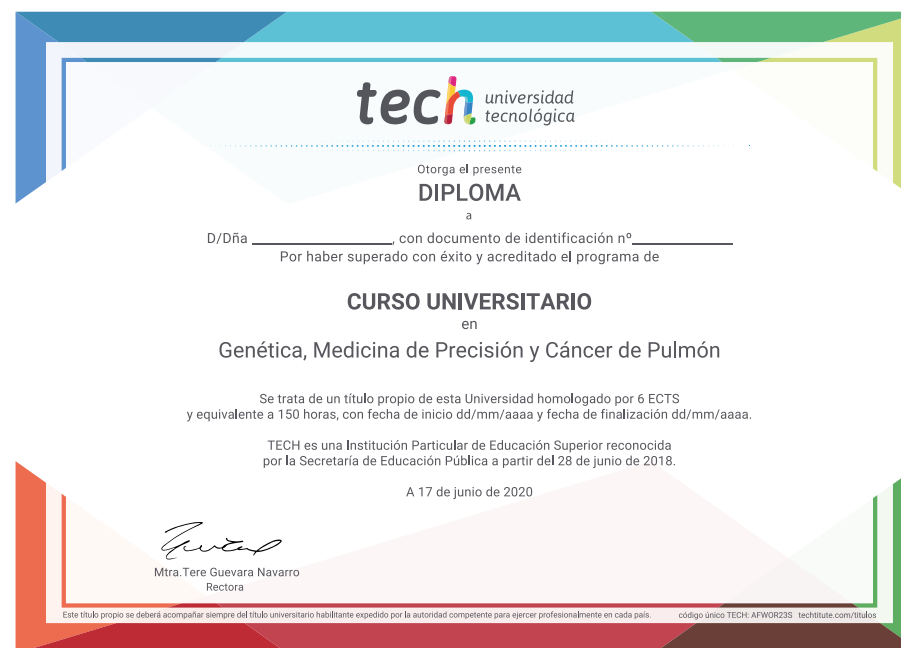 tech universidad
tecnológica
Otorga el presente
DIPLOMA
a
D/Dña ____________________, con documento de identificación nº______________
Por haber superado con éxito y acreditado el programa de
CURSO UNIVERSITARIO
en
Genética, Medicina de Precisión y Cáncer de Pulmón
Se trata de un título propio de esta Universidad homologado por 6 ECTS
y equivalente a 150 horas, con fecha de inicio dd/mm/aaaa y fecha de finalización dd/mm/aaaa.
TECH es una Institución Particular de Educación Superior reconocida
por la Secretaría de Educación Pública a partir del 28 de junio de 2018.
A 17 de junio de 2020
Mtra.Tere Guevara Navarro
Rectora
Este título propio se deberá acompañar siempre del título universitario habilitante expedido por la autoridad competente para ejercer profesionalmente en cada país. código único TECH: AFWOR23S techtitute.com/titulos